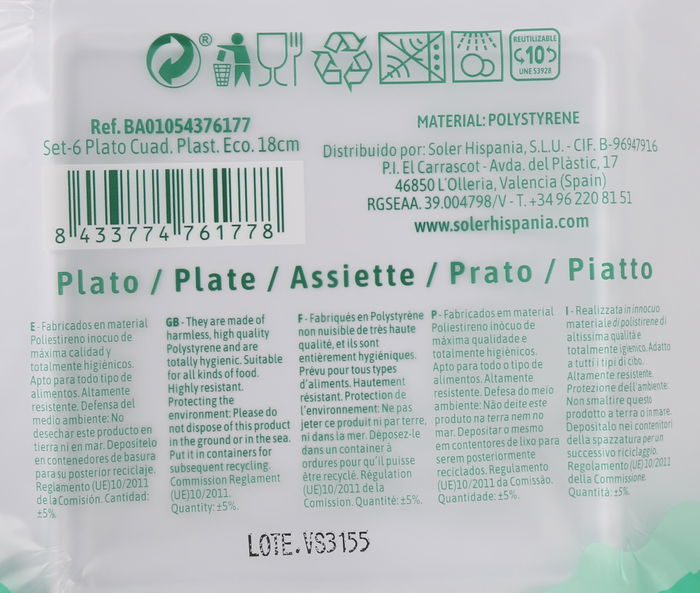 ®
REUTILIZABLE
10
UNE 53928
Ref. BA01054376177
Set-6 Plato Cuad. Plast. Eco. 18cm
8 433774 761778
MATERIAL: POLYSTYRENE
Distribuido por: Soler Hispania, S.L.U. - CIF. B-96947916
P.I. El Carrascot - Avda. del Plàstic, 17
46850 L'Olleria, Valencia (Spain)
RGSEAA. 39.004798/V - T. +34 96 220 81 51
www.solerhispania.com
Plato / Plate / Assiette / Prato / Piatto
E - Fabricados en material
Poliestireno inocuo de
máxima calidad y
totalmente higiénicos.
Apto para todo tipo de
alimentos. Altamente
resistente. Defensa del
medio ambiente: No
desechar este producto en
tierra ni en mar. Deposítelo
en contenedores de basura
para su posterior reciclaje.
Reglamento (UE)10/2011
de la Comisión. Cantidad:
±5%.
GB - They are made of
harmless, high quality
Polystyrene and are
totally hygienic. Suitable
for all kinds of food.
Highly resistant.
Protecting the
environment: Please do
not dispose of this product
in the ground or in the sea.
Put it in containers for
subsequent recycling.
Commission Reglament
(UE)10/2011.
Quantity: ±5%.
F - Fabriqués en Polystyrène
non nuisible de très haute
qualité, et ils sont
entièrement hygiéniques.
Prévu pour tous types
d'aliments. Hautement
résistant. Protection de
l'environnement: Ne pas
jeter ce produit ni par terre,
ni dans la mer. Dèposez-le
dans un container à
ordures pour qu'il puisse
être recyclé. Régulation
(UE)10/2011 de la
Comission. Quantité: ±5%.
P - Fabricados em material
Poliestireno inòcuo de
máxima qualidade e
totalmente higiénicos.
Apto para todo o tipo de
alimentos. Altamente
resistente. Defesa do meio
ambiente: Não deite este
produto na terra nem no
mar. Depositar o mesmo
em contentores de lixo para
serem posteriormente
reciclados. Regulamento
(UE)10/2011 da Comissão.
Quantidade: ±5%.
I - Realizzata in innocuo
materiale di polistirene di
altissima qualità e
totalmente igienico. Adatto
a tutti i tipi di cibo.
Altamente resistente.
Protezione dell'ambiente:
Non smaltire questo
prodotto a terra o in mare.
Depositalo nei contenitori
della spazzatura per un
successivo riciclaggio.
Regolamento (UE) 10/2011
della Commissione.
Quantità: ±5%.
LOTE.VS3155